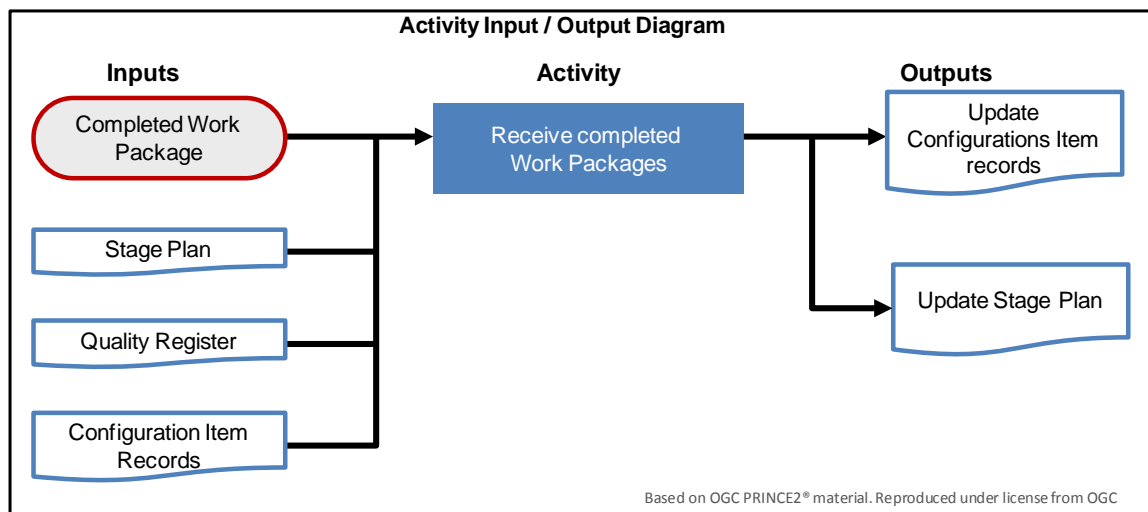 Activity Input / Output Diagram
Inputs
Activity
Outputs
Completed Work
Package
Receive completed
Work Packages
Update
Configurations Item
records
Stage Plan
Update Stage Plan
Quality Register
Configuration Item
Records
Based on OGC PRINCE2® material. Reproduced under license from OGC